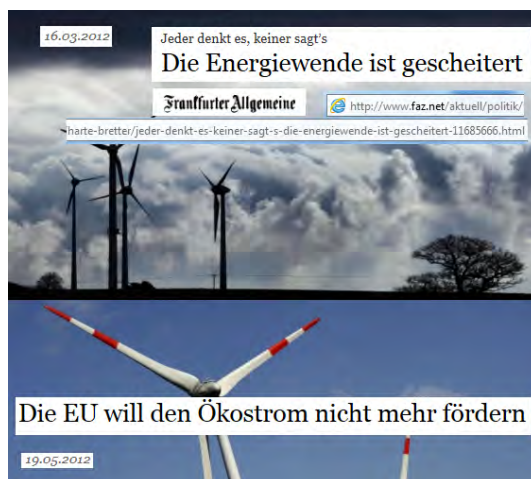 16.03.2012
Jeder denkt es, keiner sagt's
Die Energiewende ist gescheitert
Frankfurter Allgemeine
http://www.faz.net/aktuell/politik/
harte-bretter/jeder-denkt-es-keiner-sagt-s-die-energiewende-ist-gescheitert-11685666.html
Die EU will den Ökostrom nicht mehr fördern
19.05.2012